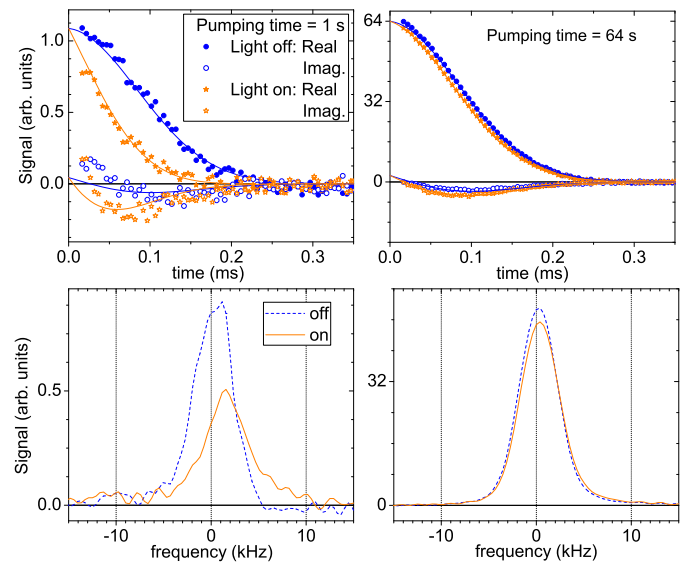 Pumping time = 1 s
Light off: Real
Imag.
Light on: Real
Imag.
1.0
0.5
0.0
Signal (arb. units)
0.0 0.1 0.2 0.3
time (ms)
Pumping time = 64 s
64
32
0
0.0 0.1 0.2 0.3
time (ms)
off
on
0.5
0.0
Signal (arb. units)
-10 0 10
frequency (kHz)
32
0
-10 0 10
frequency (kHz)